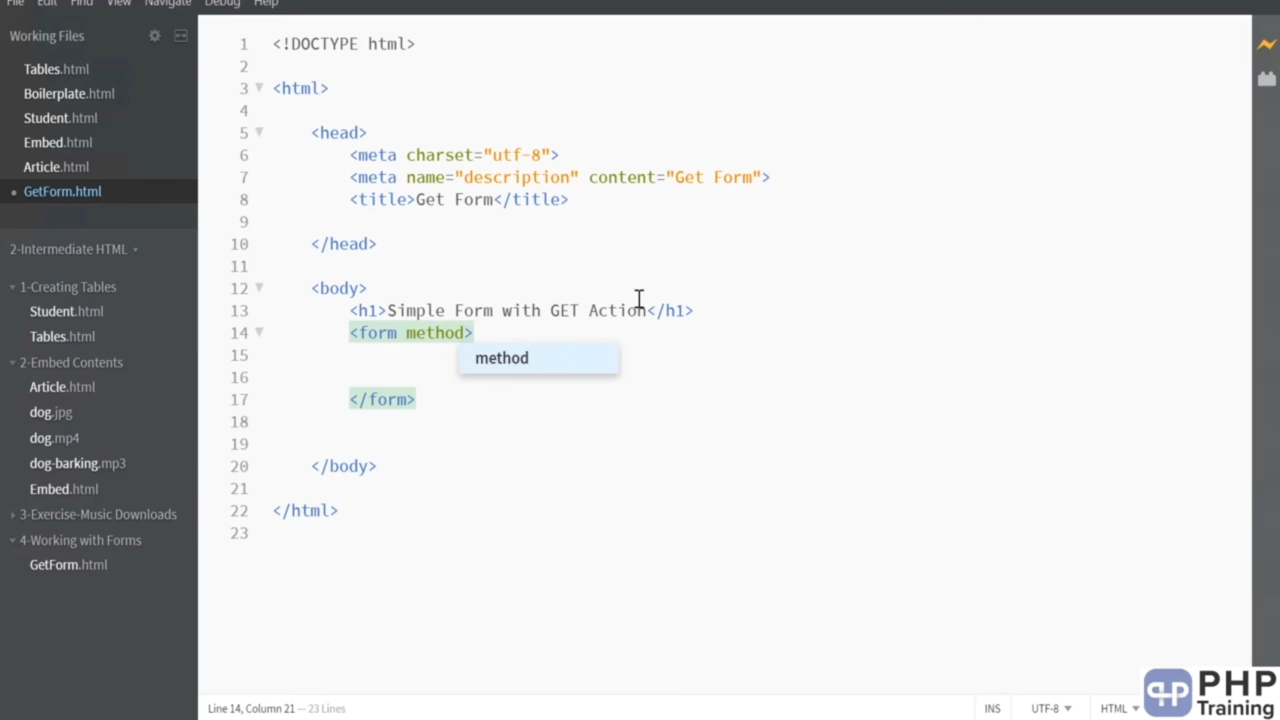 File Edit Find View Navigate Debug Help
Working Files
Tables.html
Boilerplate.html
Student.html
Embed.html
Article.html
GetForm.html
2-Intermediate HTML
1-Creating Tables
Student.html
Tables.html
2-Embed Contents
Article.html
dog.jpg
dog.mp4
dog-barking.mp3
Embed.html
3-Exercise-Music Downloads
4-Working with Forms
GetForm.html
1 <!DOCTYPE html>
2
3 <html>
4
5 <head>
6 <meta charset="utf-8">
7 <meta name="description" content="Get Form">
8 <title>Get Form</title>
9
10 </head>
11
12 <body>
13 <h1>Simple Form with GET Action</h1>
14 <form method>
method
15
16
17 </form>
18
19
20 </body>
21
22 </html>
23
Line 14, Column 21 — 23 Lines
INS UTF-8 HTML
php PHP
Training